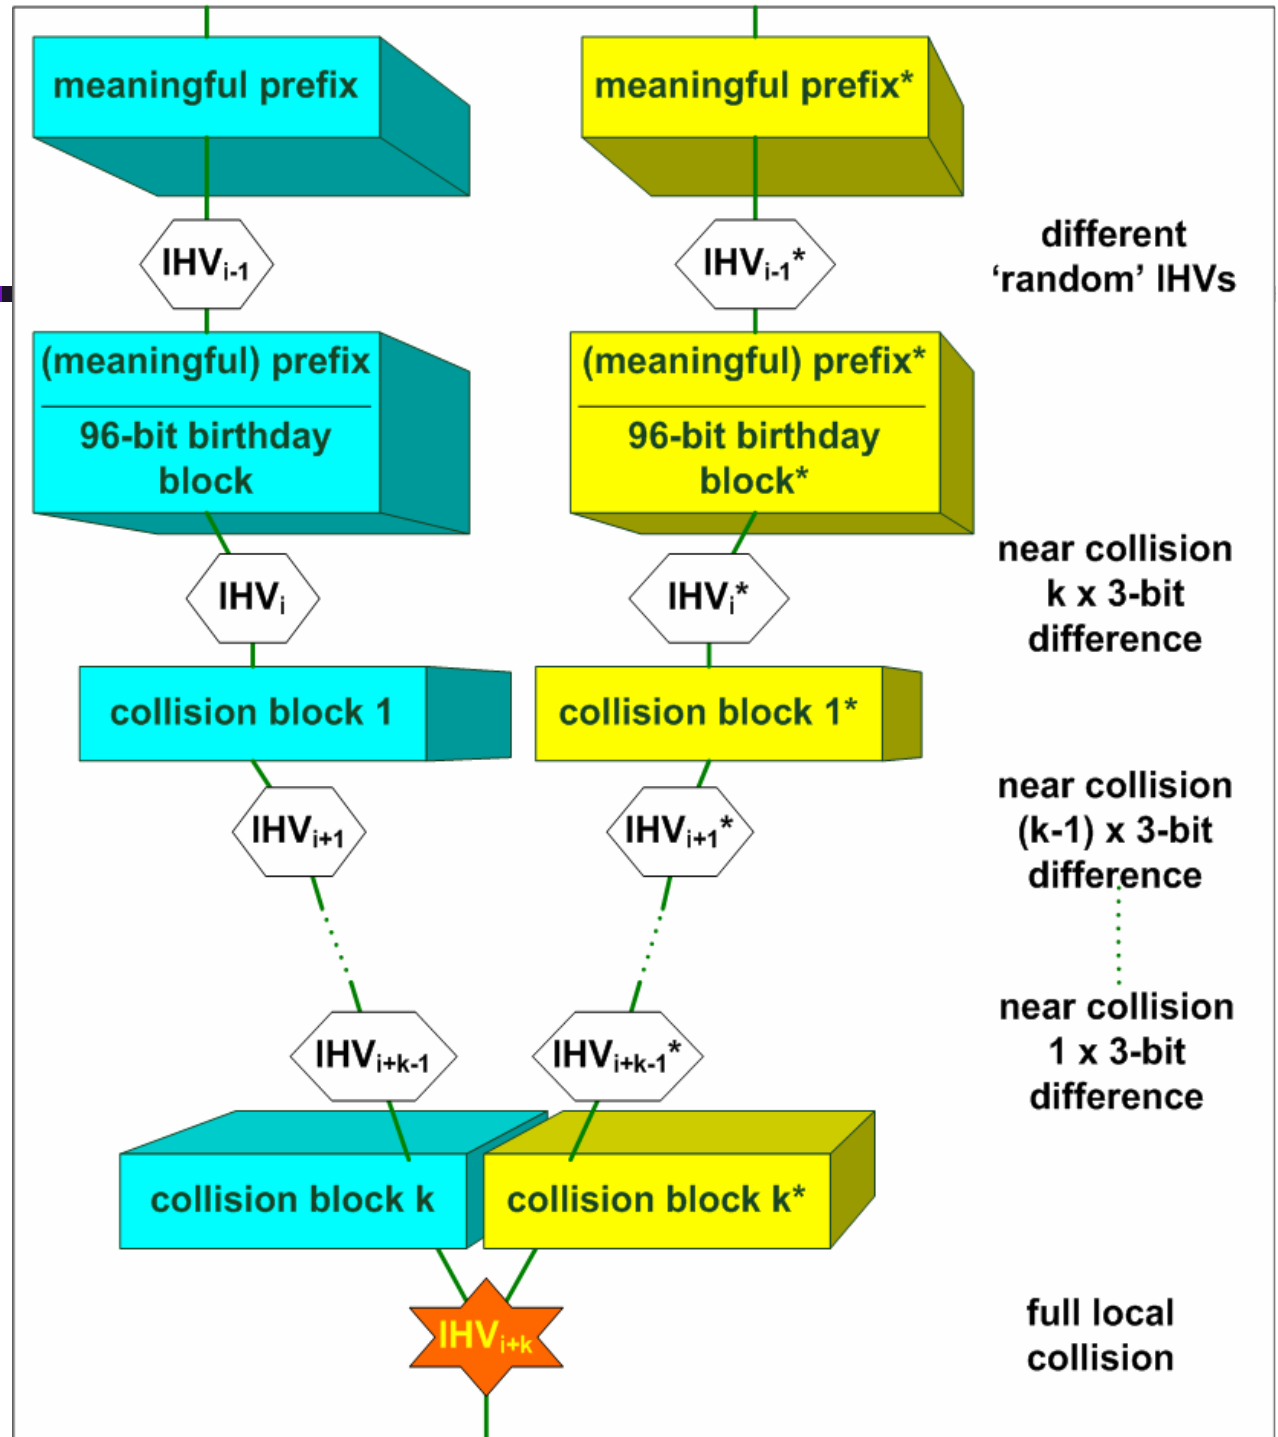 meaningful prefix
meaningful prefix*
IHVi-1
IHVi-1*
different
‘random’ IHVs
(meaningful) prefix
96-bit birthday
block
(meaningful) prefix*
96-bit birthday
block*
IHVi
IHVi*
near collision
k x 3-bit
difference
collision block 1
collision block 1*
IHVi+1
IHVi+1*
near collision
(k-1) x 3-bit
difference
IHVi+k-1
IHVi+k-1*
near collision
1 x 3-bit
difference
collision block k
collision block k*
IHVi+k
full local
collision